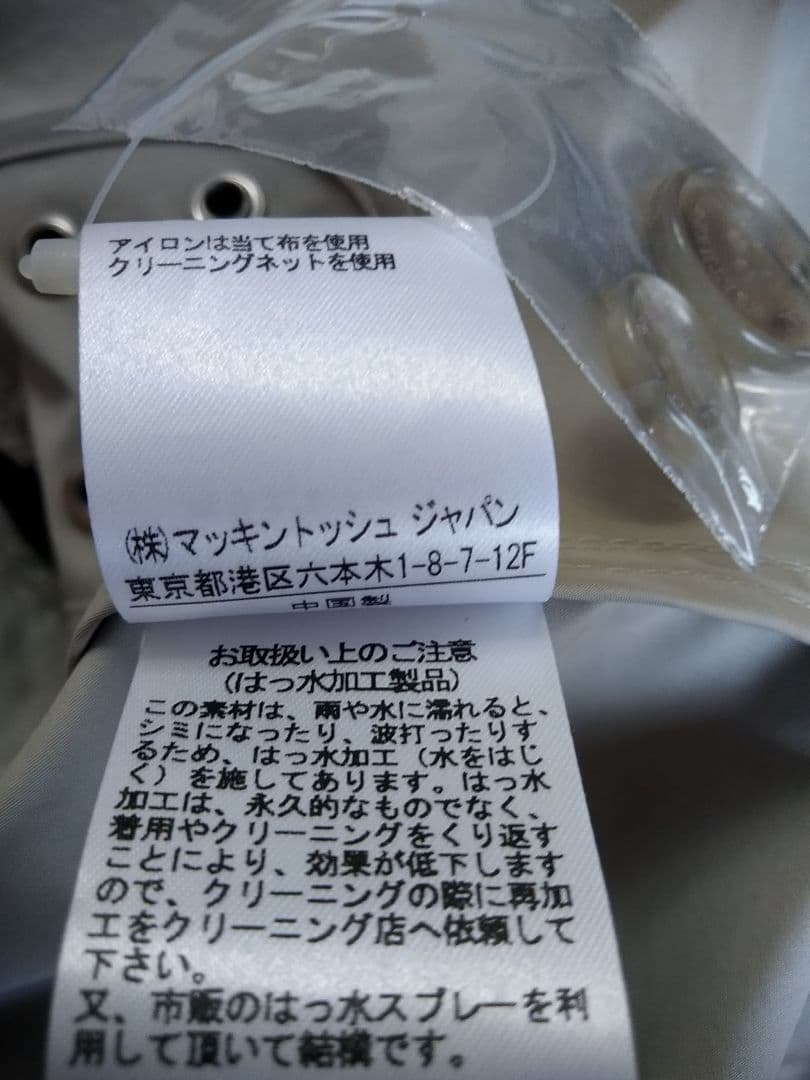 アイロンは当て布を使用
クリーニングネットを使用
(株)マッキントッシュ ジャパン
東京都港区六本木1-8-7-12F
中国製
お取扱い上のご注意
(はっ水加工製品)
この素材は、雨や水に濡れると、
シミになったり、波打ったりす
るため、はっ水加工（水をはじ
く）を施してあります。はっ水
加工は、永久的なものでなく、
着用やクリーニングをくり返す
ことにより、効果が低下します
ので、クリーニングの際に再加
工をクリーニング店へ依頼して
下さい。
又、市販のはっ水スプレーを利
用して頂いて結構です。